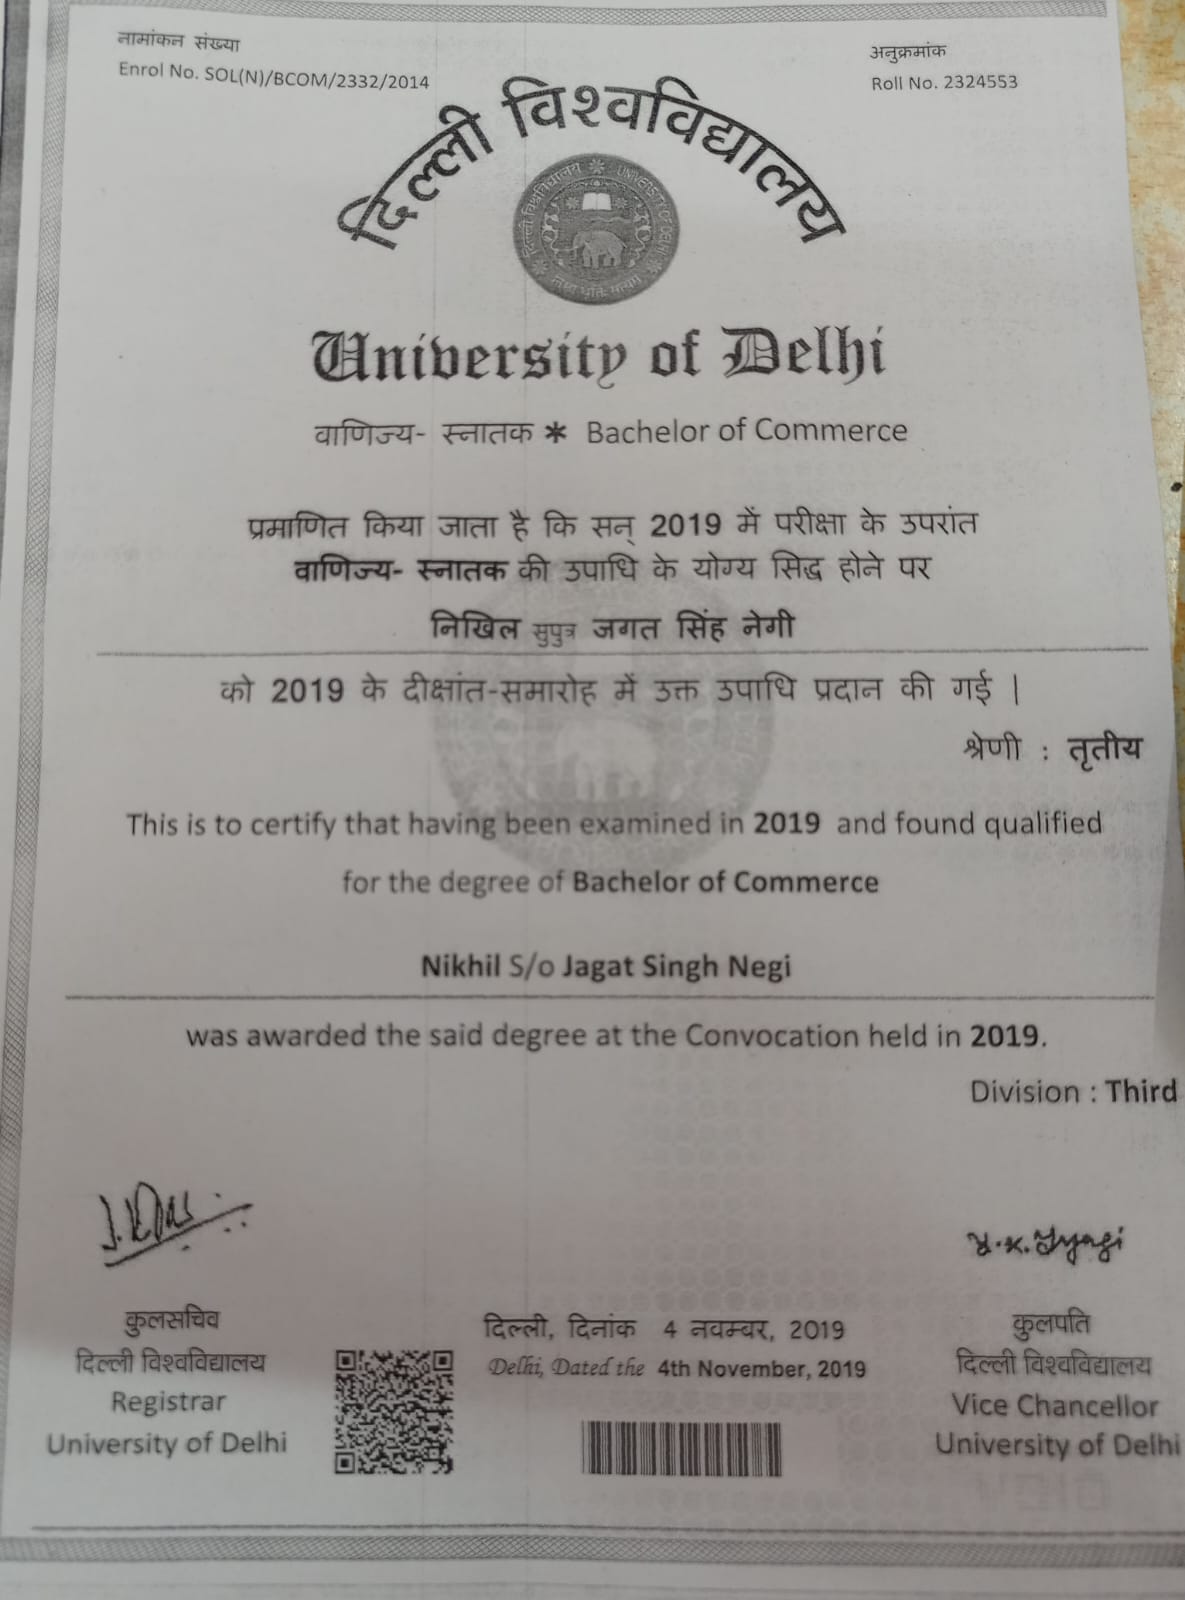 नामांकन संख्या
Enrol No. SOL(N)/BCOM/2332/2014
अनुक्रमांक
Roll No. 2324553
दिल्ली विश्वविद्यालय
दिल्ली विश्वविद्यालय * UNIVERSITY OF DELHI *
University of Delhi
वाणिज्य- स्नातक * Bachelor of Commerce
प्रमाणित किया जाता है कि सन् 2019 में परीक्षा के उपरांत
वाणिज्य- स्नातक की उपाधि के योग्य सिद्ध होने पर
निखिल सुपुत्र जगत सिंह नेगी
को 2019 के दीक्षांत-समारोह में उक्त उपाधि प्रदान की गई |
श्रेणी : तृतीय
This is to certify that having been examined in 2019 and found qualified
for the degree of Bachelor of Commerce
Nikhil S/o Jagat Singh Negi
was awarded the said degree at the Convocation held in 2019.
Division : Third
कुलसचिव
दिल्ली विश्वविद्यालय
Registrar
University of Delhi
दिल्ली, दिनांक 4 नवम्बर, 2019
Delhi, Dated the 4th November, 2019
कुलपति
दिल्ली विश्वविद्यालय
Vice Chancellor
University of Delhi